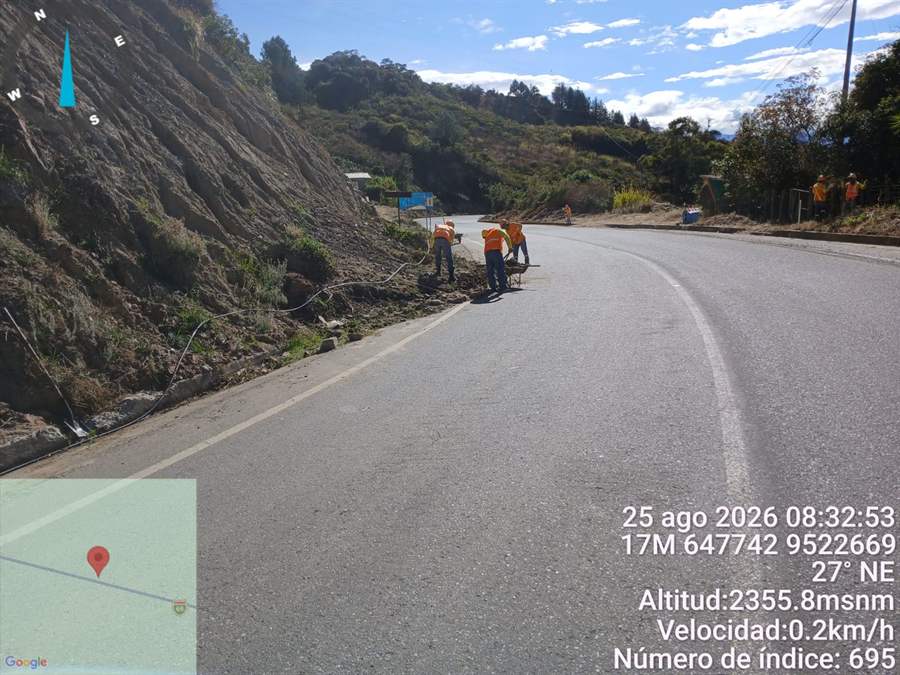 N
E
W
S
25 ago 2026 08:32:53
17M 647742 9522669
27° NE
Altitud:2355.8msnm
Velocidad:0.2km/h
Número de índice: 695
Google